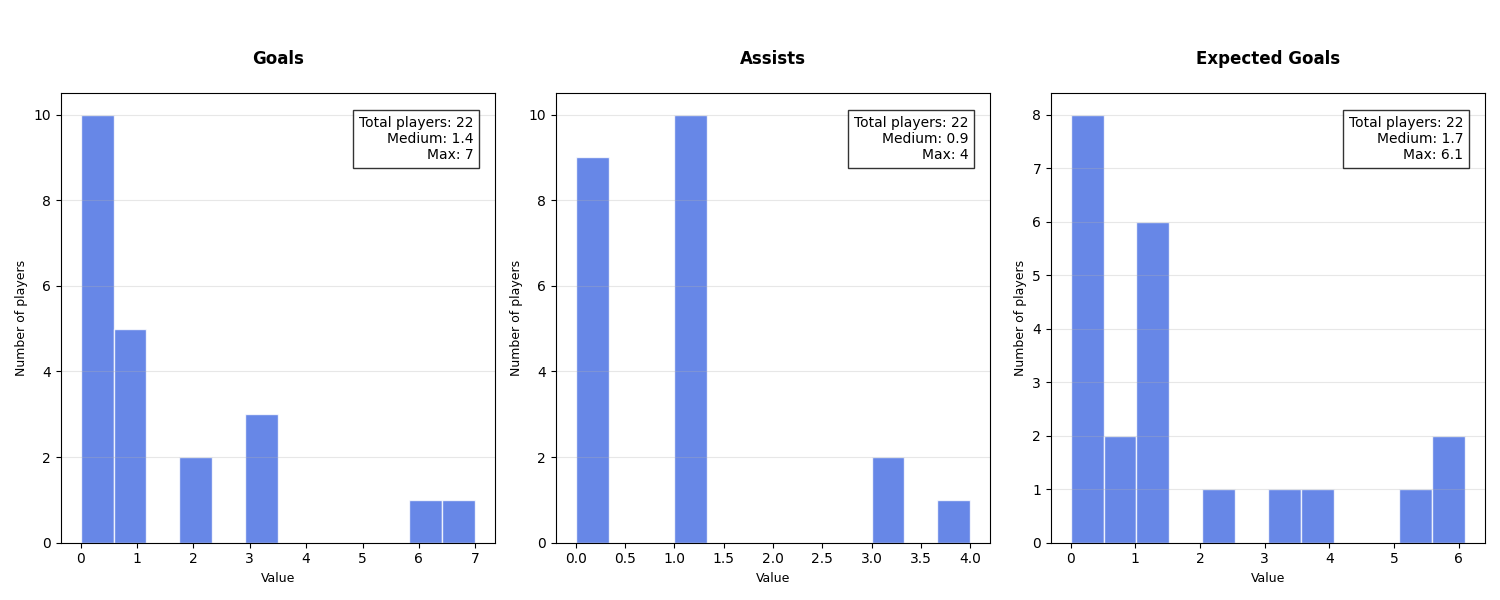 Goals
Assists
Expected Goals
Total players: 22
Medium: 1.4
Max: 7
Total players: 22
Medium: 0.9
Max: 4
Total players: 22
Medium: 1.7
Max: 6.1
Number of players
10
8
6
4
2
0
0 1 2 3 4 5 6 7
Value
Number of players
10
8
6
4
2
0
0.0 0.5 1.0 1.5 2.0 2.5 3.0 3.5 4.0
Value
Number of players
8
7
6
5
4
3
2
1
0
0 1 2 3 4 5 6
Value